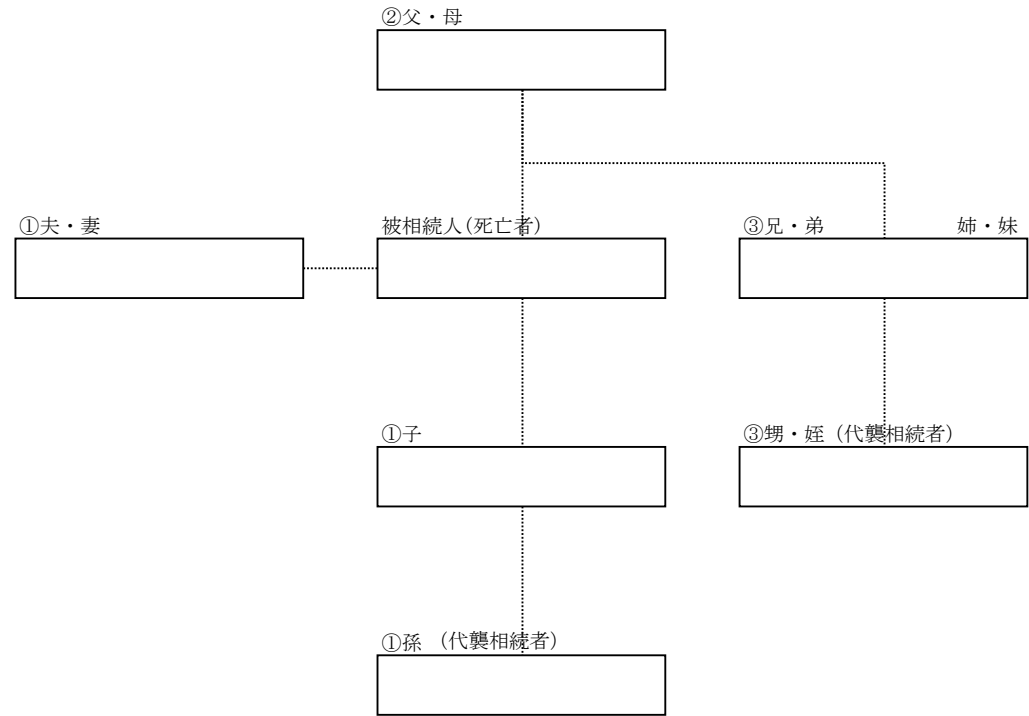 ②父・母
①夫・妻
被相続人(死亡者)
③兄・弟 姉・妹
①子
③甥・姪(代襲相続者)
①孫 (代襲相続者)